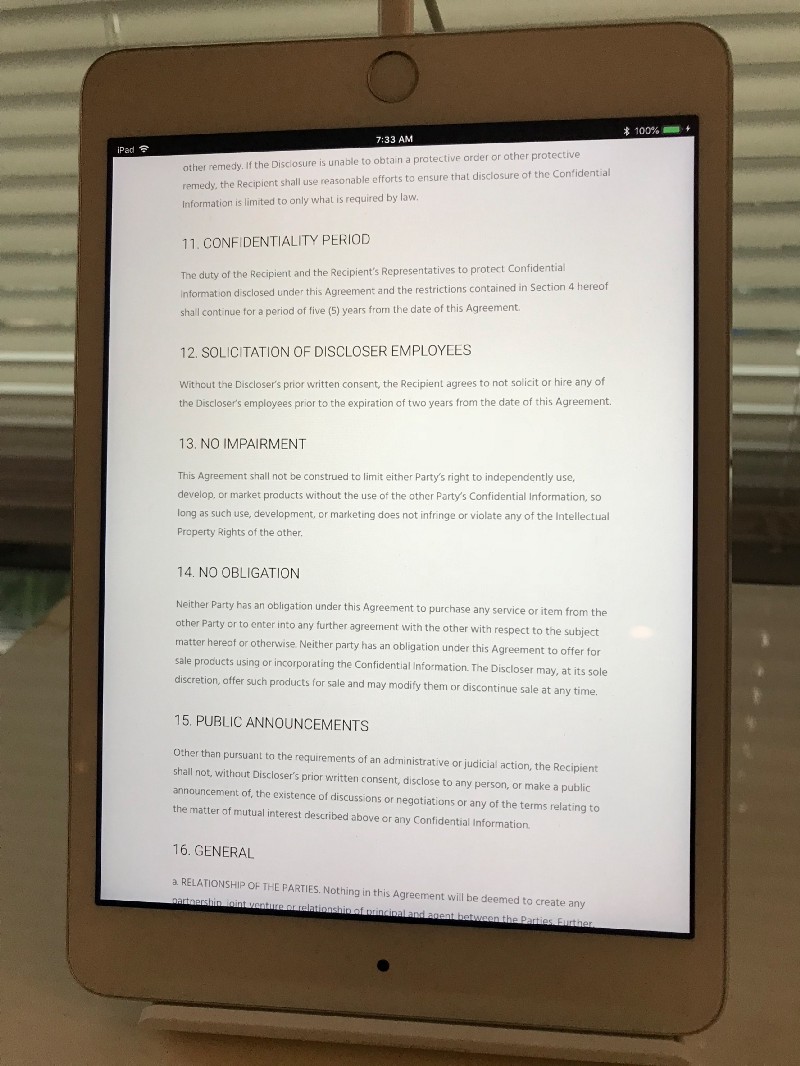 iPad
7:33 AM
100%
other remedy. If the Disclosure is unable to obtain a protective order or other protective
remedy, the Recipient shall use reasonable efforts to ensure that disclosure of the Confidential
Information is limited to only what is required by law.
11. CONFIDENTIALITY PERIOD
The duty of the Recipient and the Recipient's Representatives to protect Confidential
Information disclosed under this Agreement and the restrictions contained in Section 4 hereof
shall continue for a period of five (5) years from the date of this Agreement.
12. SOLICITATION OF DISCLOSER EMPLOYEES
Without the Discloser's prior written consent, the Recipient agrees to not solicit or hire any of
the Discloser's employees prior to the expiration of two years from the date of this Agreement.
13. NO IMPAIRMENT
This Agreement shall not be construed to limit either Party's right to independently use,
develop, or market products without the use of the other Party's Confidential Information, so
long as such use, development, or marketing does not infringe or violate any of the Intellectual
Property Rights of the other.
14. NO OBLIGATION
Neither Party has an obligation under this Agreement to purchase any service or item from the
other Party or to enter into any further agreement with the other with respect to the subject
matter hereof or otherwise. Neither party has an obligation under this Agreement to offer for
sale products using or incorporating the Confidential Information. The Discloser may, at its sole
discretion, offer such products for sale and may modify them or discontinue sale at any time.
15. PUBLIC ANNOUNCEMENTS
Other than pursuant to the requirements of an administrative or judicial action, the Recipient
shall not, without Discloser's prior written consent, disclose to any person, or make a public
announcement of, the existence of discussions or negotiations or any of the terms relating to
the matter of mutual interest described above or any Confidential Information.
16. GENERAL
a. RELATIONSHIP OF THE PARTIES. Nothing in this Agreement will be deemed to create any
partnership, joint venture or relationship of principal and agent between the Parties. Further,